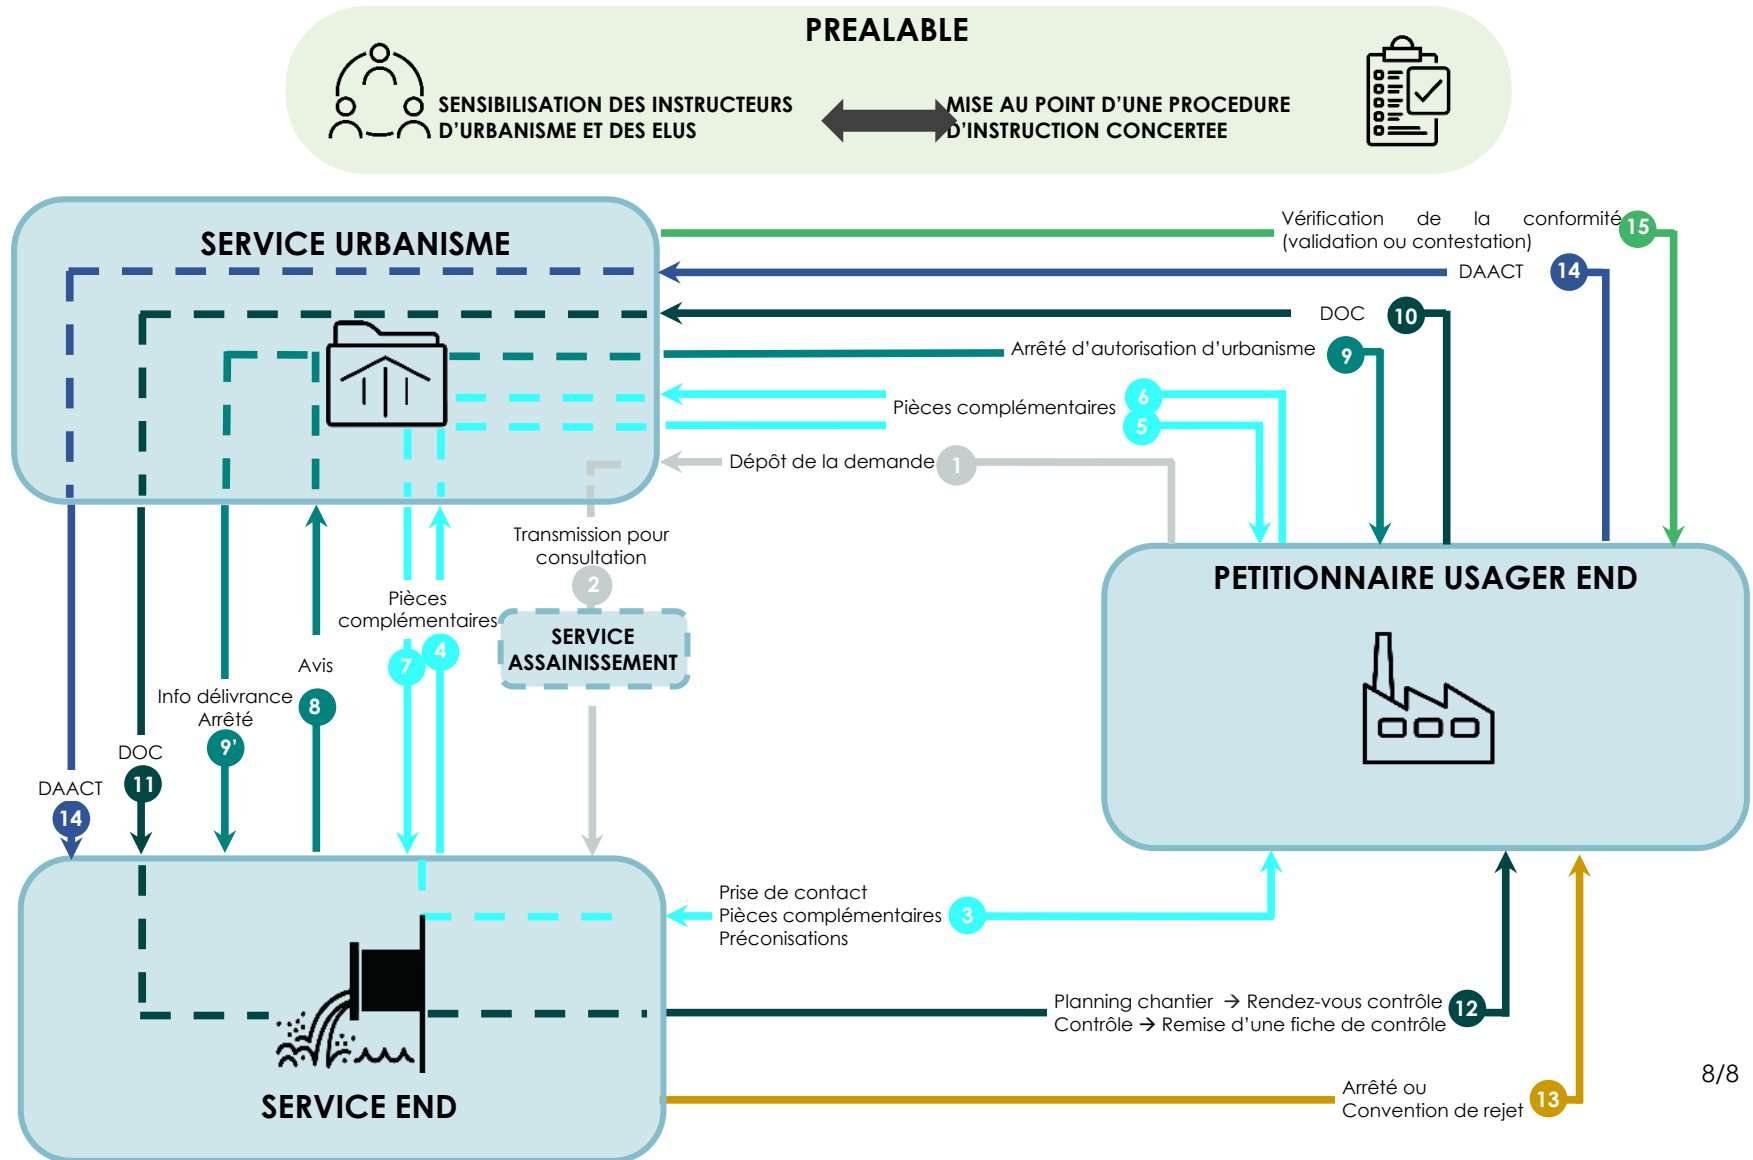 PREALABLE
SENSIBILISATION DES INSTRUCTEURS
D'URBANISME ET DES ELUS
MISE AU POINT D'UNE PROCEDURE
D'INSTRUCTION CONCERTEE
SERVICE URBANISME
Vérification de la conformité
(validation ou contestation)
15
DAACT
14
DOC
10
Arrêté d'autorisation d'urbanisme
9
Pièces complémentaires
6
5
Dépôt de la demande
1
Transmission pour
consultation
2
SERVICE
ASSAINISSEMENT
Pièces
complémentaires
7
4
Avis
8
Info délivrance
Arrêté
9'
DOC
11
DAACT
14
PETITIONNAIRE USAGER END
Prise de contact
Pièces complémentaires
Préconisations
3
Planning chantier → Rendez-vous contrôle
Contrôle → Remise d'une fiche de contrôle
12
Arrêté ou
Convention de rejet
13
SERVICE END
8/8